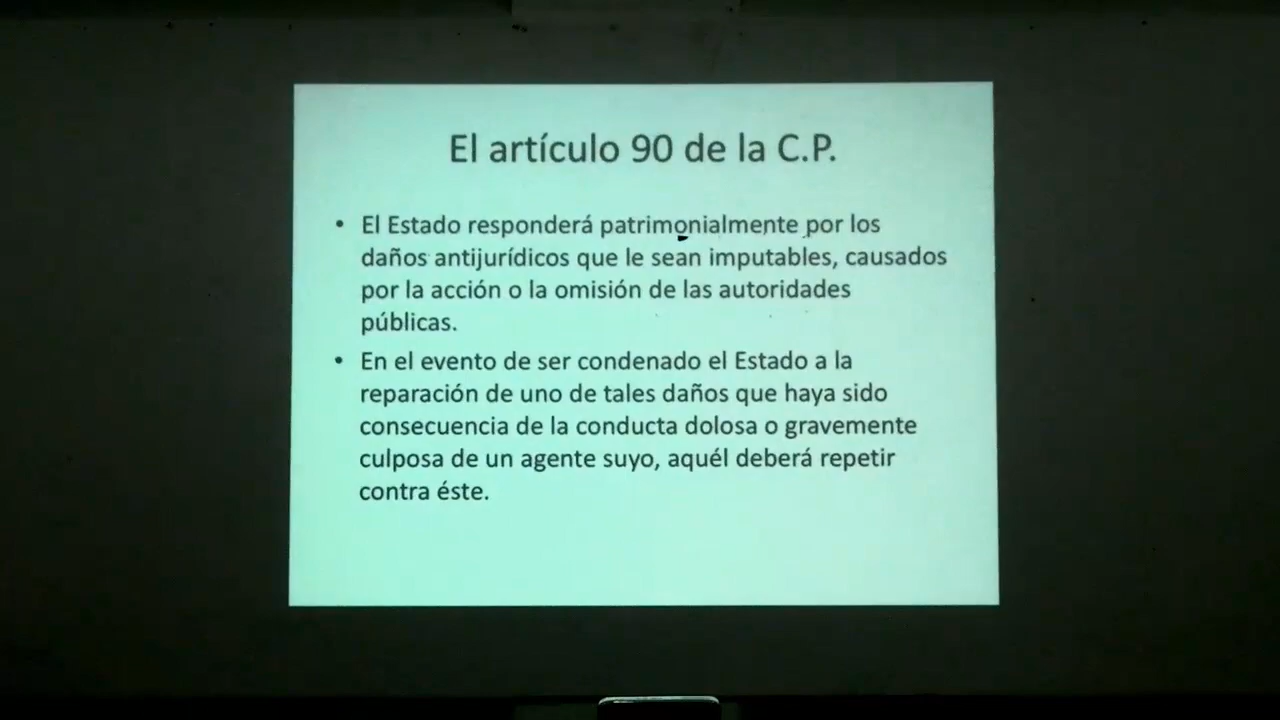 El artículo 90 de la C.P.
• El Estado responderá patrimonialmente por los
daños antijurídicos que le sean imputables, causados
por la acción o la omisión de las autoridades
públicas.
• En el evento de ser condenado el Estado a la
reparación de uno de tales daños que haya sido
consecuencia de la conducta dolosa o gravemente
culposa de un agente suyo, aquél deberá repetir
contra éste.